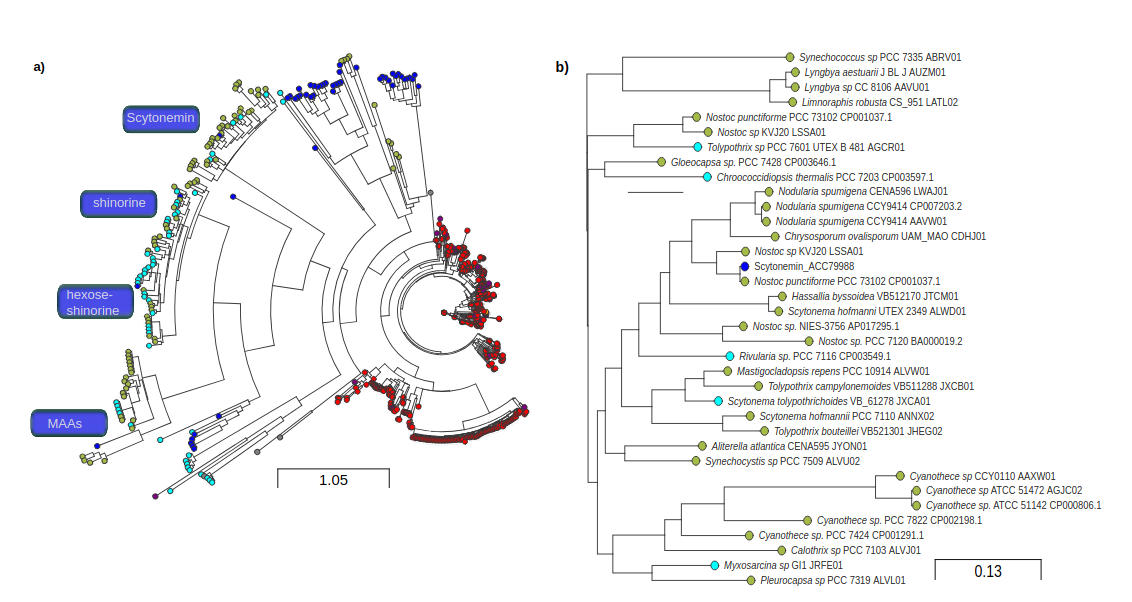 a)
Scytonemin
shinorine
hexose-
shinorine
MAAs
1.05
b)
Synechococcus sp PCC 7335 ABRV01
Lyngbya aestuarii J BL J AUZM01
Lyngbya sp CC 8106 AAVU01
Limnoraphis robusta CS_951 LATL02
Nostoc punctiforme PCC 73102 CP001037.1
Nostoc sp KVJ20 LSSA01
Tolypothrix sp PCC 7601 UTEX B 481 AGCR01
Gloeocapsa sp. PCC 7428 CP003646.1
Chroococcidiopsis thermalis PCC 7203 CP003597.1
Nodularia spumigena CENA596 LWAJ01
Nodularia spumigena CCY9414 CP007203.2
Nodularia spumigena CCY9414 AAVW01
Chrysosporum ovalisporum UAM_MAO CDHJ01
Nostoc sp KVJ20 LSSA01
Scytonemin_ACC79988
Nostoc punctiforme PCC 73102 CP001037.1
Hassallia byssoidea VB512170 JTCM01
Scytonema hofmanni UTEX 2349 ALWD01
Nostoc sp. NIES-3756 AP017295.1
Nostoc sp. PCC 7120 BA000019.2
Rivularia sp. PCC 7116 CP003549.1
Mastigocladopsis repens PCC 10914 ALVW01
Tolypothrix campylonemoides VB511288 JXCB01
Scytonema tolypothrichoides VB_61278 JXCA01
Scytonema hofmannii PCC 7110 ANNX02
Tolypothrix bouteillei VB521301 JHEG02
Aliterella atlantica CENA595 JYON01
Synechocystis sp PCC 7509 ALVU02
Cyanothece sp CCY0110 AAXW01
Cyanothece sp ATCC 51472 AGJC02
Cyanothece sp. ATCC 51142 CP000806.1
Cyanothece sp. PCC 7822 CP002198.1
Cyanothece sp. PCC 7424 CP001291.1
Calothrix sp PCC 7103 ALVJ01
Myxosarcina sp GI1 JRFE01
Pleurocapsa sp PCC 7319 ALVL01
0.13